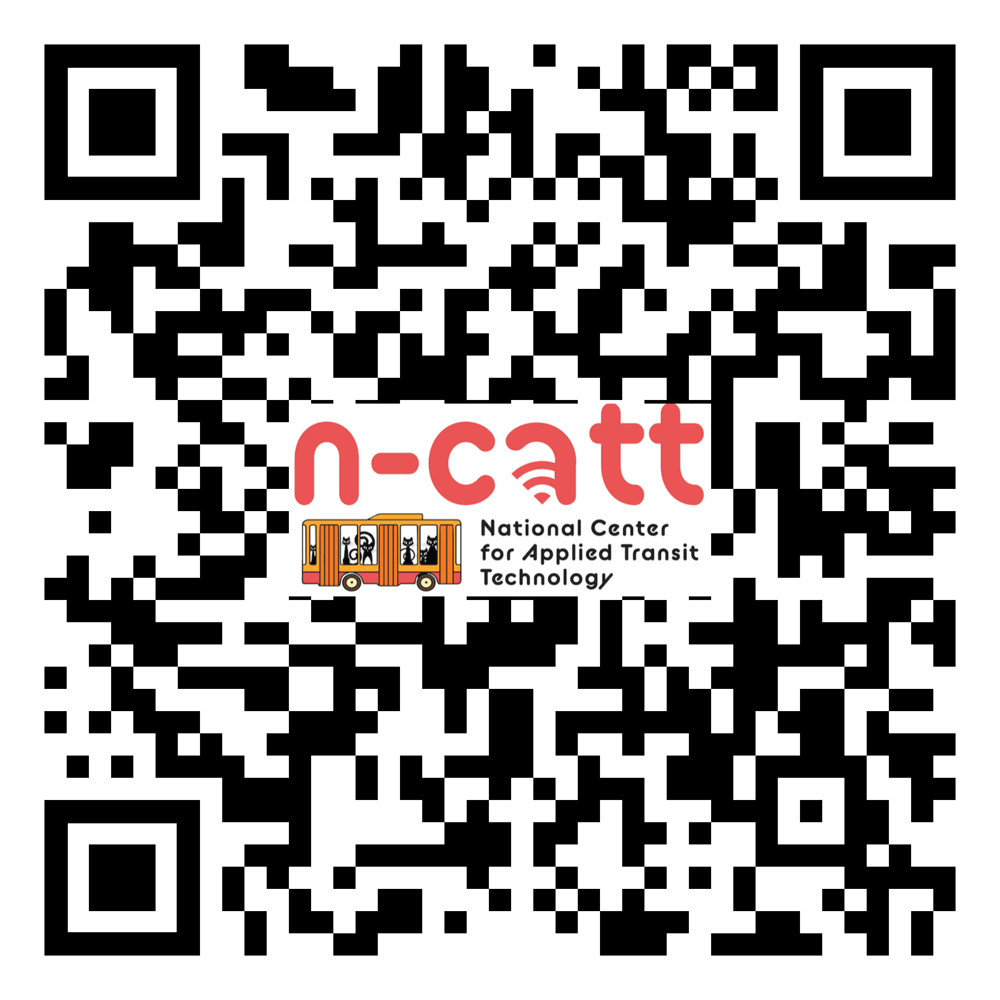 n-catt
National Center
for Applied Transit
Technology